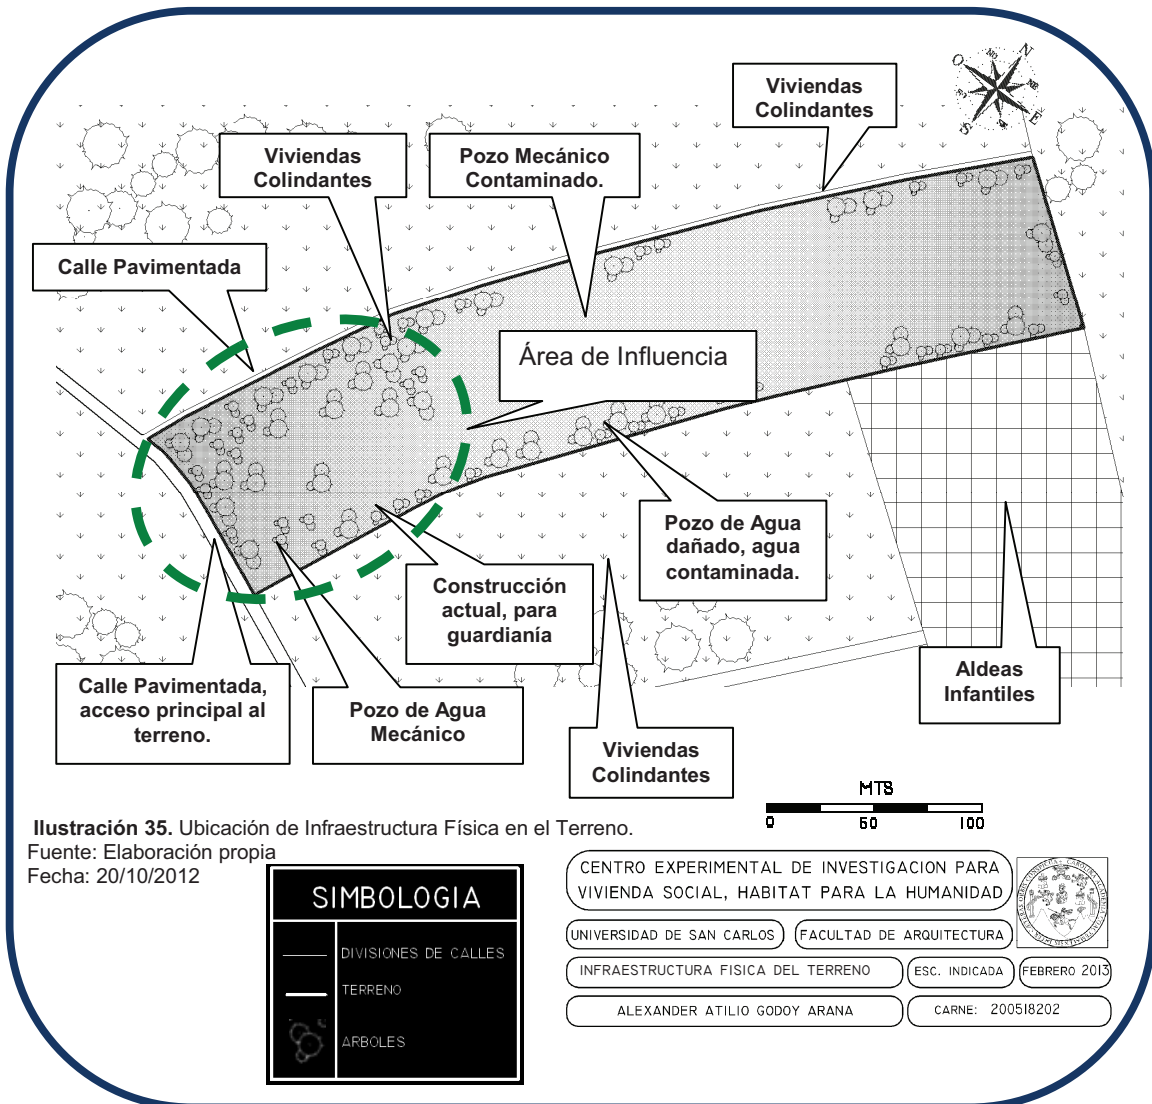 Viviendas
Colindantes
N
O
E
S
Viviendas
Colindantes
Pozo Mecánico
Contaminado.
Calle Pavimentada
Área de Influencia
Pozo de Agua
dañado, agua
contaminada.
Construcción
actual, para
guardianía
Calle Pavimentada,
acceso principal al
terreno.
Pozo de Agua
Mecánico
Viviendas
Colindantes
Aldeas
Infantiles
MTS
0 50 100
Ilustración 35. Ubicación de Infraestructura Física en el Terreno.
Fuente: Elaboración propia
Fecha: 20/10/2012
SIMBOLOGIA
DIVISIONES DE CALLES
TERRENO
ARBOLES
CENTRO EXPERIMENTAL DE INVESTIGACION PARA
VIVIENDA SOCIAL, HABITAT PARA LA HUMANIDAD
UNIVERSIDAD DE SAN CARLOS
FACULTAD DE ARQUITECTURA
INFRAESTRUCTURA FISICA DEL TERRENO
ESC. INDICADA
FEBRERO 2013
ALEXANDER ATILIO GODOY ARANA
CARNE: 200518202